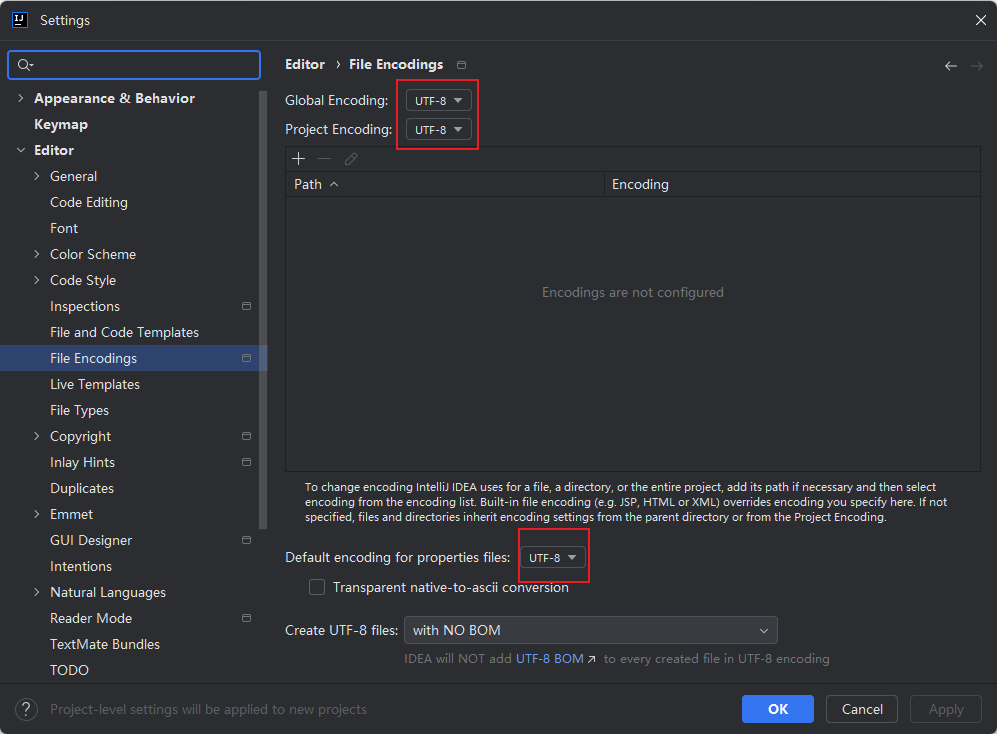 Settings
Appearance & Behavior
Keymap
Editor
General
Code Editing
Font
Color Scheme
Code Style
Inspections
File and Code Templates
File Encodings
Live Templates
File Types
Copyright
Inlay Hints
Duplicates
Emmet
GUI Designer
Intentions
Natural Languages
Reader Mode
TextMate Bundles
TODO
Editor › File Encodings
Global Encoding: UTF-8
Project Encoding: UTF-8
Path Encoding
Encodings are not configured
To change encoding IntelliJ IDEA uses for a file, a directory, or the entire project, add its path if necessary and then select
encoding from the encoding list. Built-in file encoding (e.g. JSP, HTML or XML) overrides encoding you specify here. If not
specified, files and directories inherit encoding settings from the parent directory or from the Project Encoding.
Default encoding for properties files: UTF-8
Transparent native-to-ascii conversion
Create UTF-8 files: with NO BOM
IDEA will NOT add UTF-8 BOM ↗ to every created file in UTF-8 encoding
? Project-level settings will be applied to new projects
OK Cancel Apply